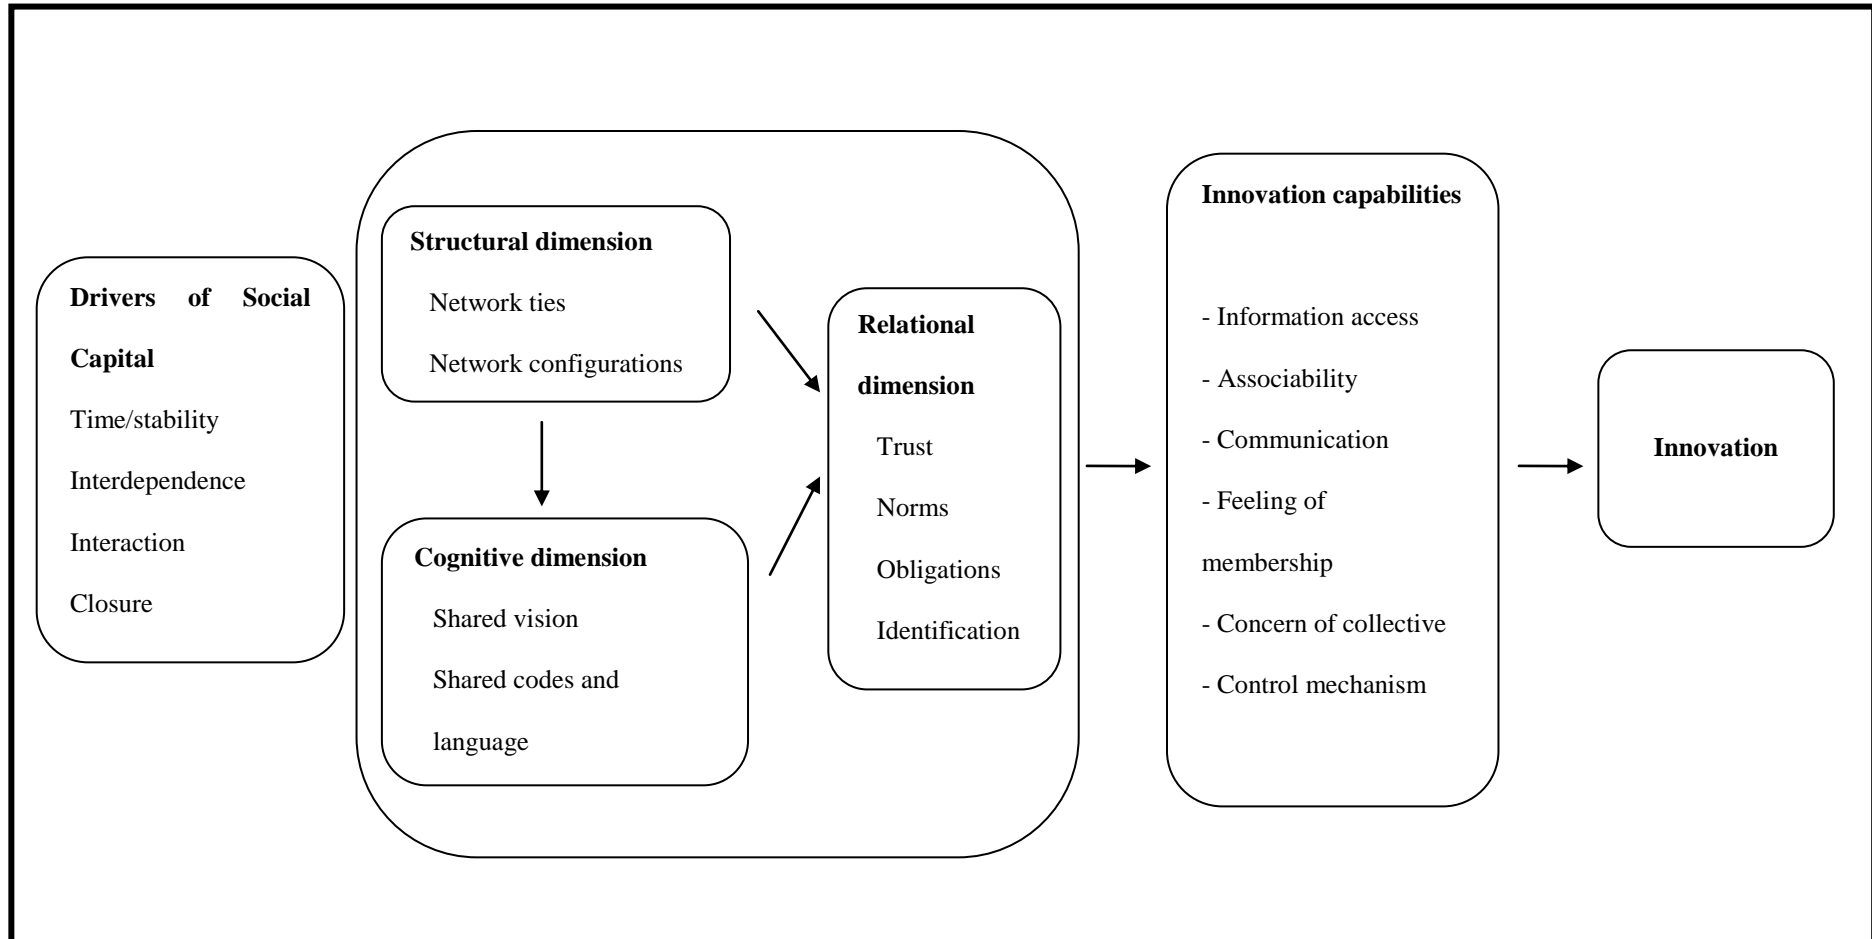 Drivers of Social
Capital
Time/stability
Interdependence
Interaction
Closure
Structural dimension
Network ties
Network configurations
Cognitive dimension
Shared vision
Shared codes and
language
Relational
dimension
Trust
Norms
Obligations
Identification
Innovation capabilities
- Information access
- Associability
- Communication
- Feeling of
membership
- Concern of collective
- Control mechanism
Innovation